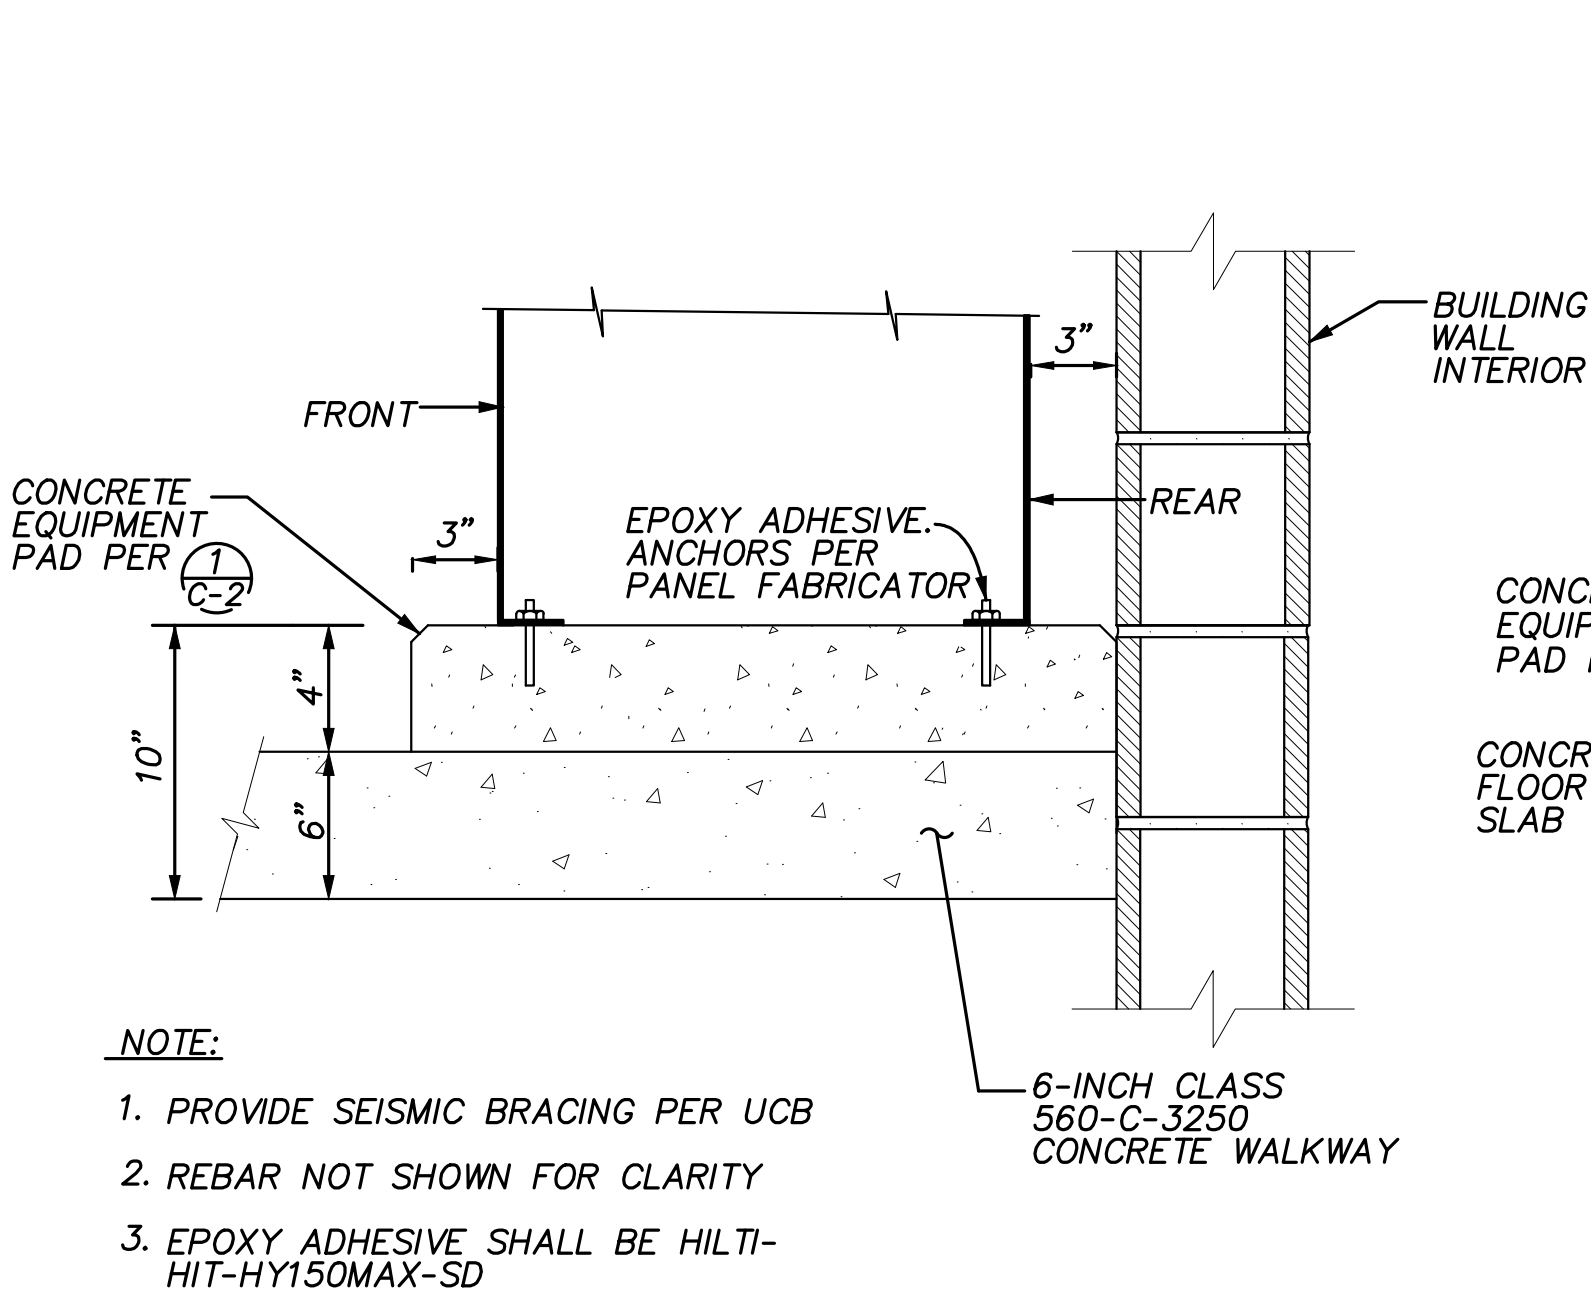 3"
BUILDING
WALL
INTERIOR
FRONT
CONCRETE
EQUIPMENT
PAD PER
1
C-2
3"
EPOXY ADHESIVE.
ANCHORS PER
PANEL FABRICATOR
REAR
4"
10"
6"
EQUIP
PAD
FLOOR
SLAB
NOTE:
1. PROVIDE SEISMIC BRACING PER UCB
2. REBAR NOT SHOWN FOR CLARITY
3. EPOXY ADHESIVE SHALL BE HILTI-
HIT-HY150MAX-SD
6-INCH CLASS
560-C-3250
CONCRETE WALKWAY